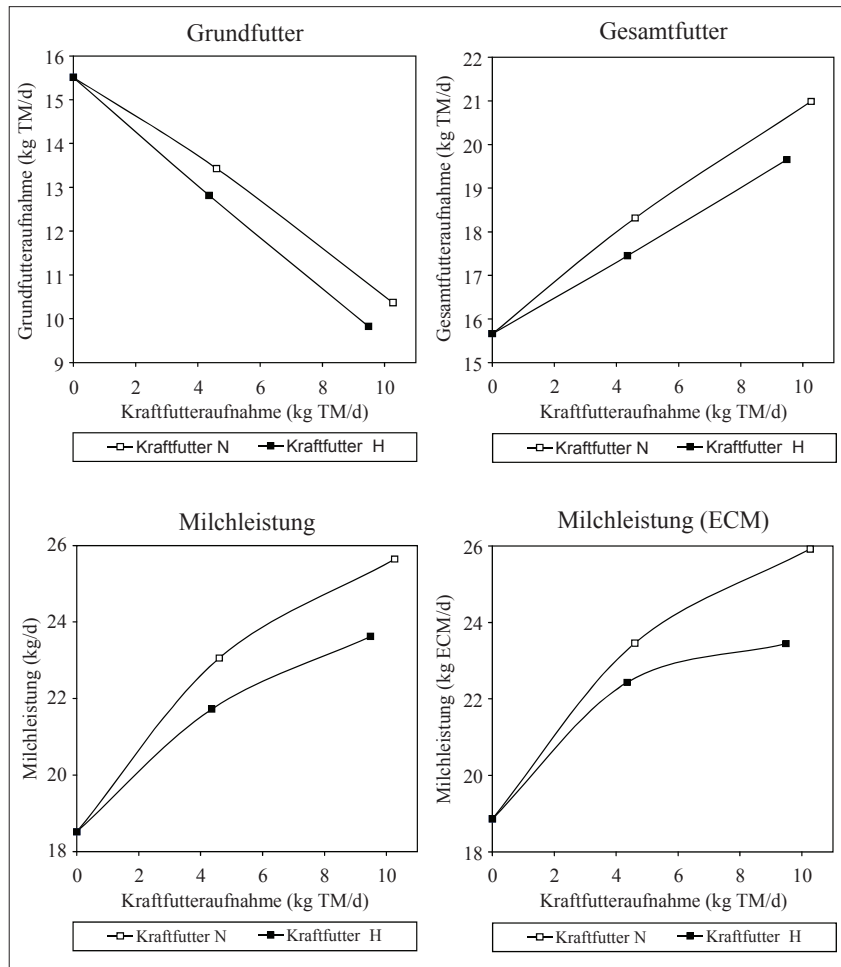 Grundfutter
Grundfutteraufnahme (kg TM/d)
16
15
14
13
12
11
10
9
0 2 4 6 8 10
Kraftfutteraufnahme (kg TM/d)
Kraftfutter N Kraftfutter H
Gesamtfutter
Gesamtfutteraufnahme (kg TM/d)
22
21
20
19
18
17
16
15
0 2 4 6 8 10
Kraftfutteraufnahme (kg TM/d)
Kraftfutter N Kraftfutter H
Milchleistung
Milchleistung (kg/d)
26
24
22
20
18
0 2 4 6 8 10
Kraftfutteraufnahme (kg TM/d)
Kraftfutter N Kraftfutter H
Milchleistung (ECM)
Milchleistung (kg ECM/d)
26
24
22
20
18
0 2 4 6 8 10
Kraftfutteraufnahme (kg TM/d)
Kraftfutter N Kraftfutter H